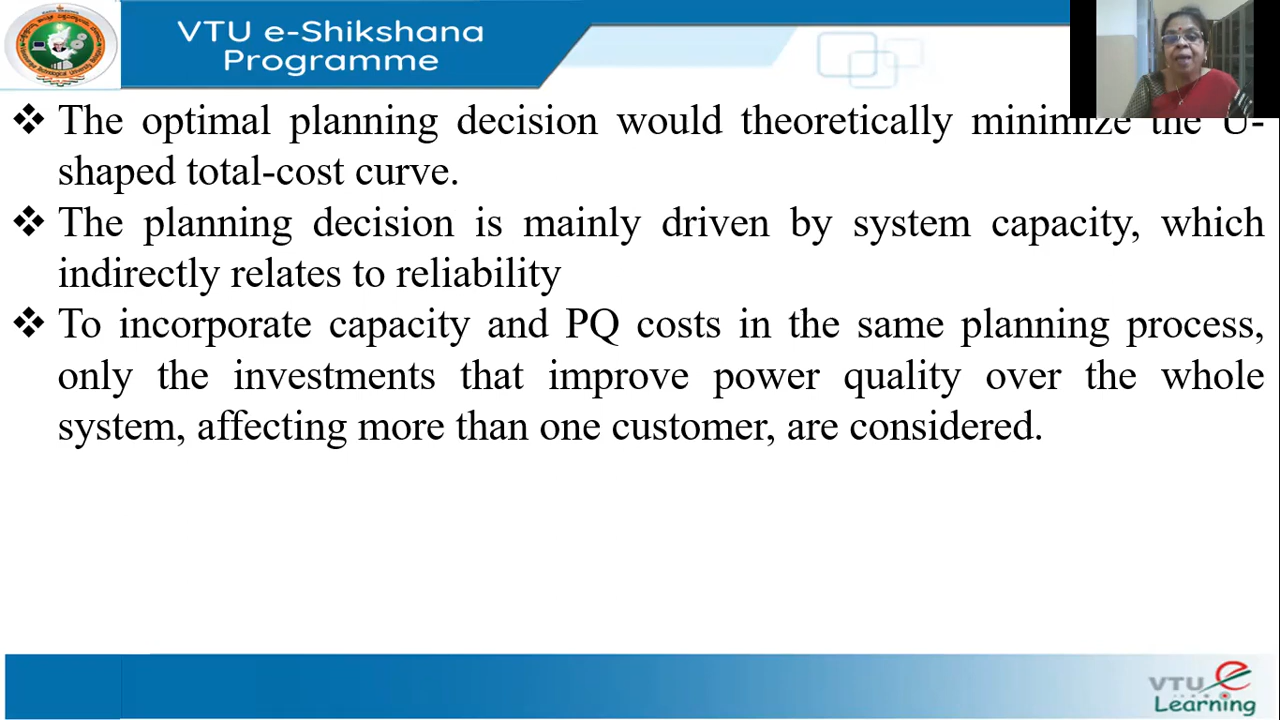 VTU e-Shikshana
Programme
❖ The optimal planning decision would theoretically minimize the U-
shaped total-cost curve.
❖ The planning decision is mainly driven by system capacity, which
indirectly relates to reliability
❖ To incorporate capacity and PQ costs in the same planning process,
only the investments that improve power quality over the whole
system, affecting more than one customer, are considered.
VTU e
Learning